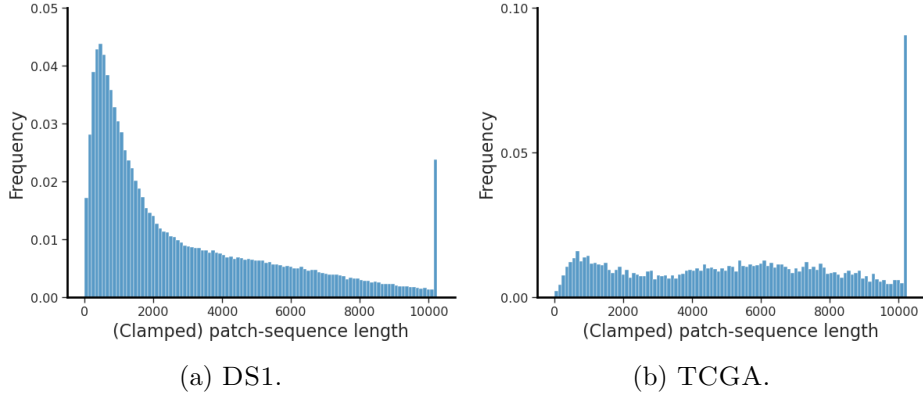 0.05
0.04
0.03
0.02
0.01
0.00
Frequency
0 2000 4000 6000 8000 10000
(Clamped) patch-sequence length
(a) DS1.
0.10
0.05
0.00
Frequency
0 2000 4000 6000 8000 10000
(Clamped) patch-sequence length
(b) TCGA.